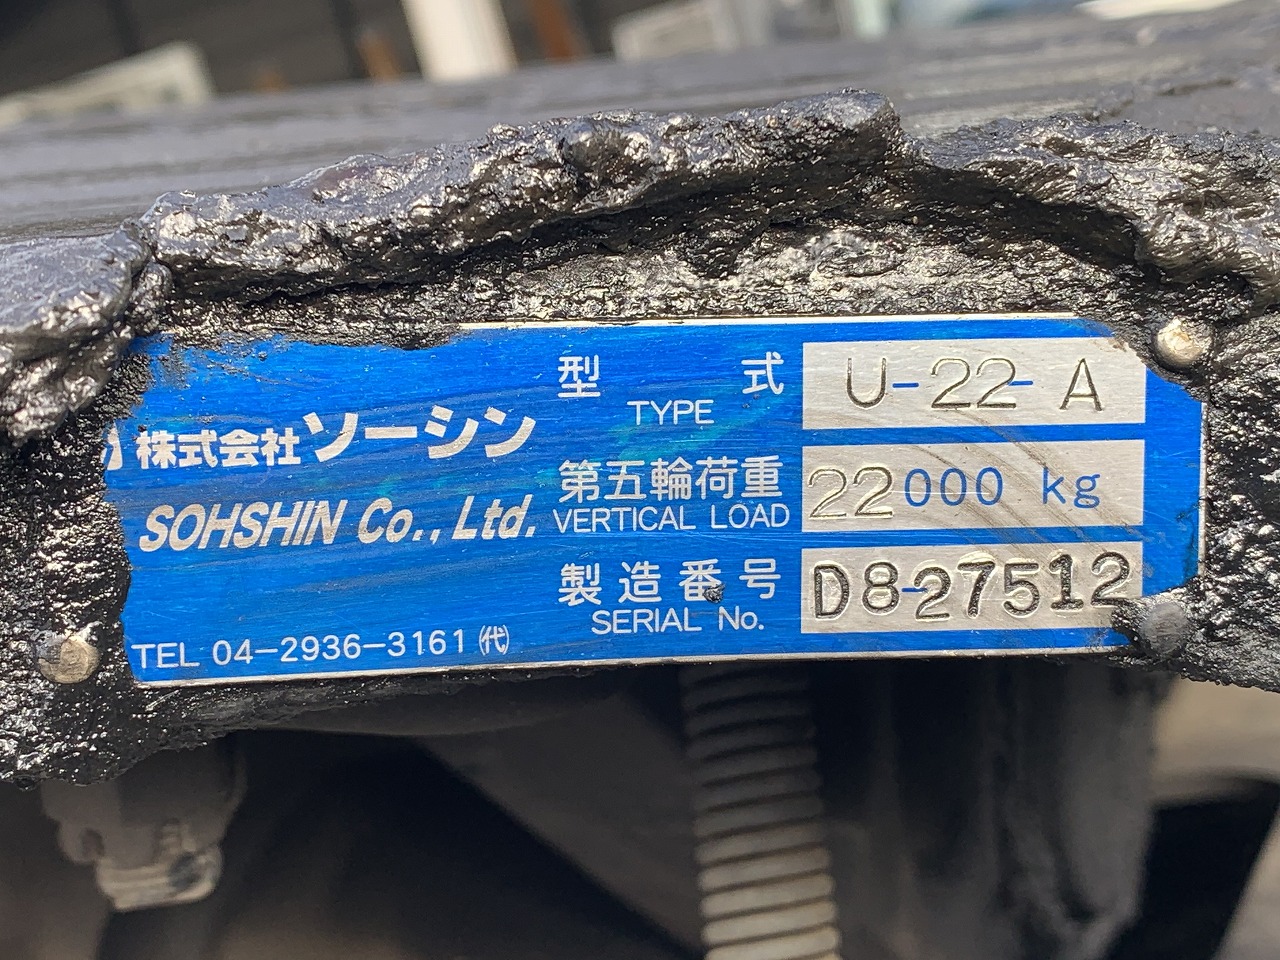 株式会社ソーシン
SOHSHIN Co., Ltd.
TEL 04-2936-3161 ㈹
型 式
TYPE
U-22-A
第五輪荷重
VERTICAL LOAD
22000 kg
製造番号
SERIAL No.
D8-27512